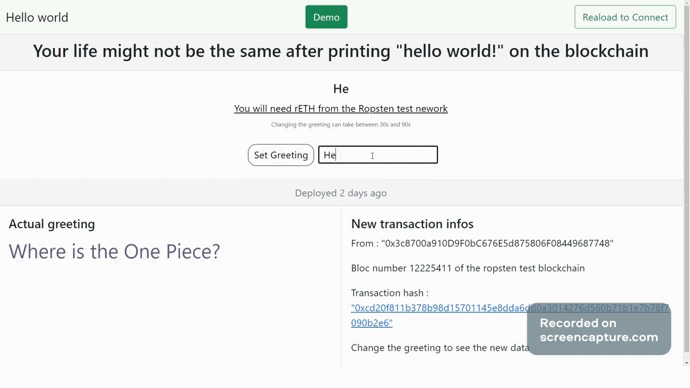 Hello world
Demo
Reaload to Connect
Your life might not be the same after printing "hello world!" on the blockchain
He
You will need rETH from the Ropsten test nework
Changing the greeting can take between 30s and 90s
Set Greeting
He
Deployed 2 days ago
Actual greeting
Where is the One Piece?
New transaction infos
From : "0x3c8700a910D9F0bC676E5d875806F08449687748"
Bloc number 12225411 of the ropsten test blockchain
Transaction hash :
090b2e6"
Change the greeting to see the new data
Recorded on
screencapture.com